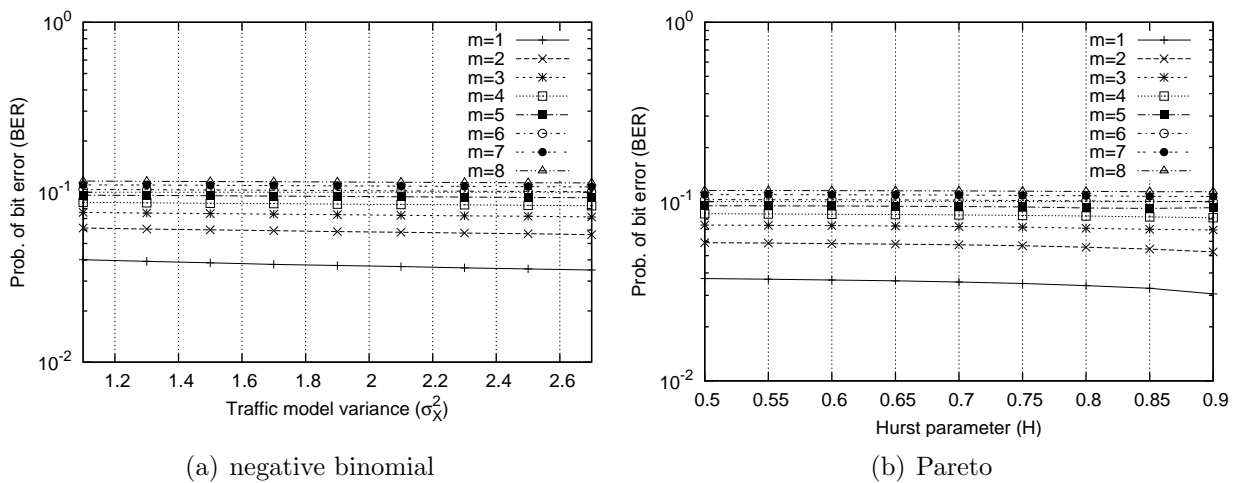 10^0
10^-1
10^-2
Prob. of bit error (BER)
m=1
m=2
m=3
m=4
m=5
m=6
m=7
m=8
1.2 1.4 1.6 1.8 2 2.2 2.4 2.6
Traffic model variance (σ_X^2)
(a) negative binomial
10^0
10^-1
10^-2
Prob. of bit error (BER)
m=1
m=2
m=3
m=4
m=5
m=6
m=7
m=8
0.5 0.55 0.6 0.65 0.7 0.75 0.8 0.85 0.9
Hurst parameter (H)
(b) Pareto